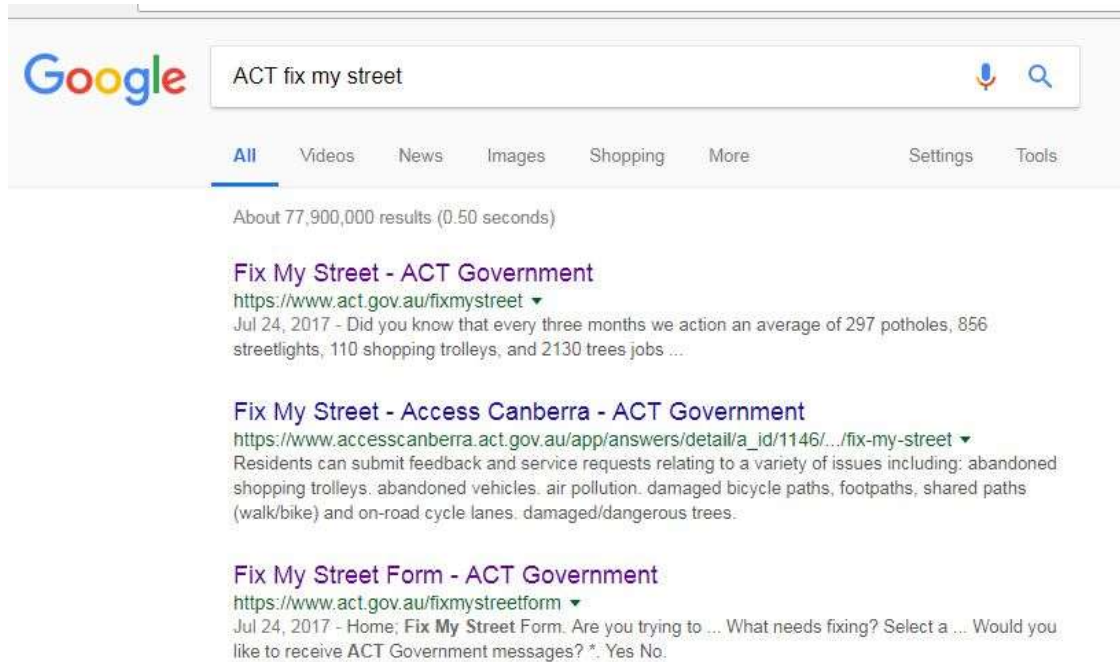 Google
ACT fix my street
All Videos News Images Shopping More Settings Tools
About 77,900,000 results (0.50 seconds)
Fix My Street - ACT Government
https://www.act.gov.au/fixmystreet
Jul 24, 2017 - Did you know that every three months we action an average of 297 potholes, 856
streetlights, 110 shopping trolleys, and 2130 trees jobs ...
Fix My Street - Access Canberra - ACT Government
https://www.accesscanberra.act.gov.au/app/answers/detail/a_id/1146/.../fix-my-street
Residents can submit feedback and service requests relating to a variety of issues including: abandoned
shopping trolleys. abandoned vehicles. air pollution. damaged bicycle paths, footpaths, shared paths
(walk/bike) and on-road cycle lanes. damaged/dangerous trees.
Fix My Street Form - ACT Government
https://www.act.gov.au/fixmystreetform
Jul 24, 2017 - Home; Fix My Street Form. Are you trying to ... What needs fixing? Select a ... Would you
like to receive ACT Government messages? *. Yes No.